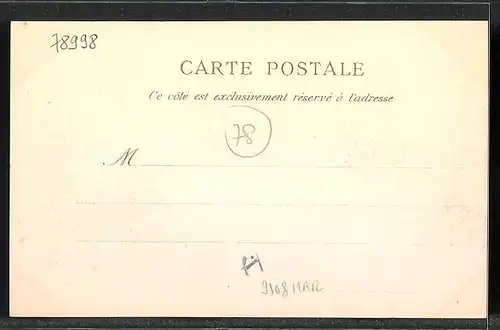 78998
CARTE POSTALE
Ce côté est exclusivement réservé à l'adresse
78
M